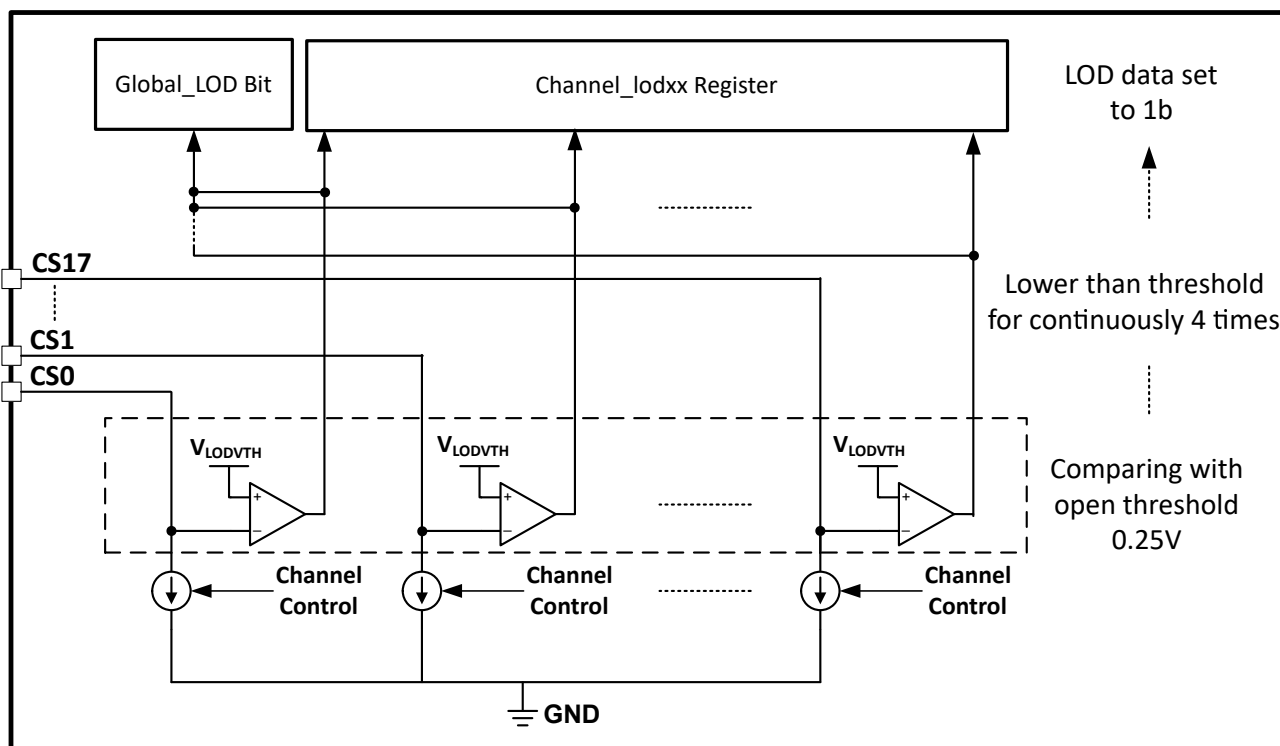 Global_LOD Bit
Channel_lodxx Register
LOD data set
to 1b
CS17
CS1
CS0
Lower than threshold
for continuously 4 times
VLODVTH
VLODVTH
VLODVTH
+
−
+
−
+
−
Comparing with
open threshold
0.25V
Channel
Control
Channel
Control
Channel
Control
GND